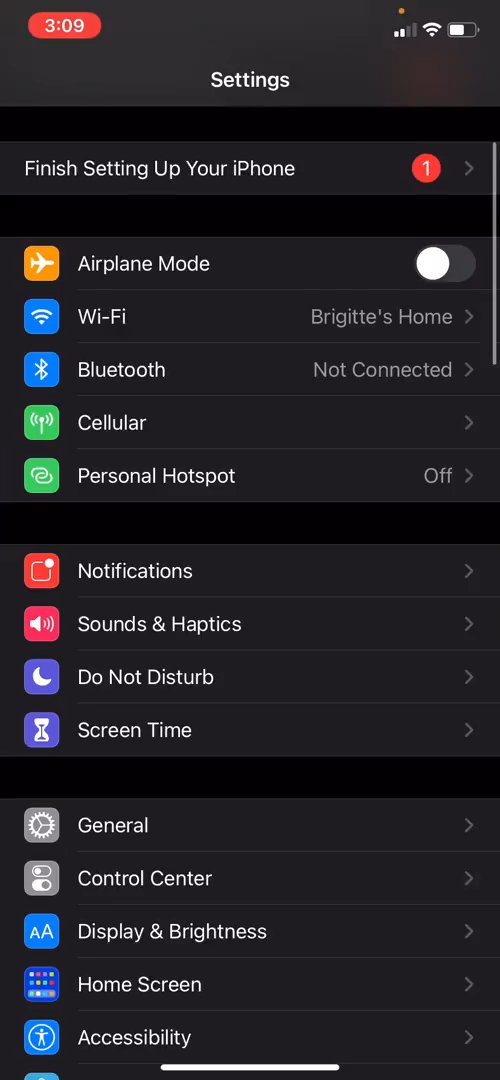 3:09
Settings
Finish Setting Up Your iPhone 1
Airplane Mode
Wi-Fi Brigitte's Home
Bluetooth Not Connected
Cellular
Personal Hotspot Off
Notifications
Sounds & Haptics
Do Not Disturb
Screen Time
General
Control Center
AA Display & Brightness
Home Screen
Accessibility